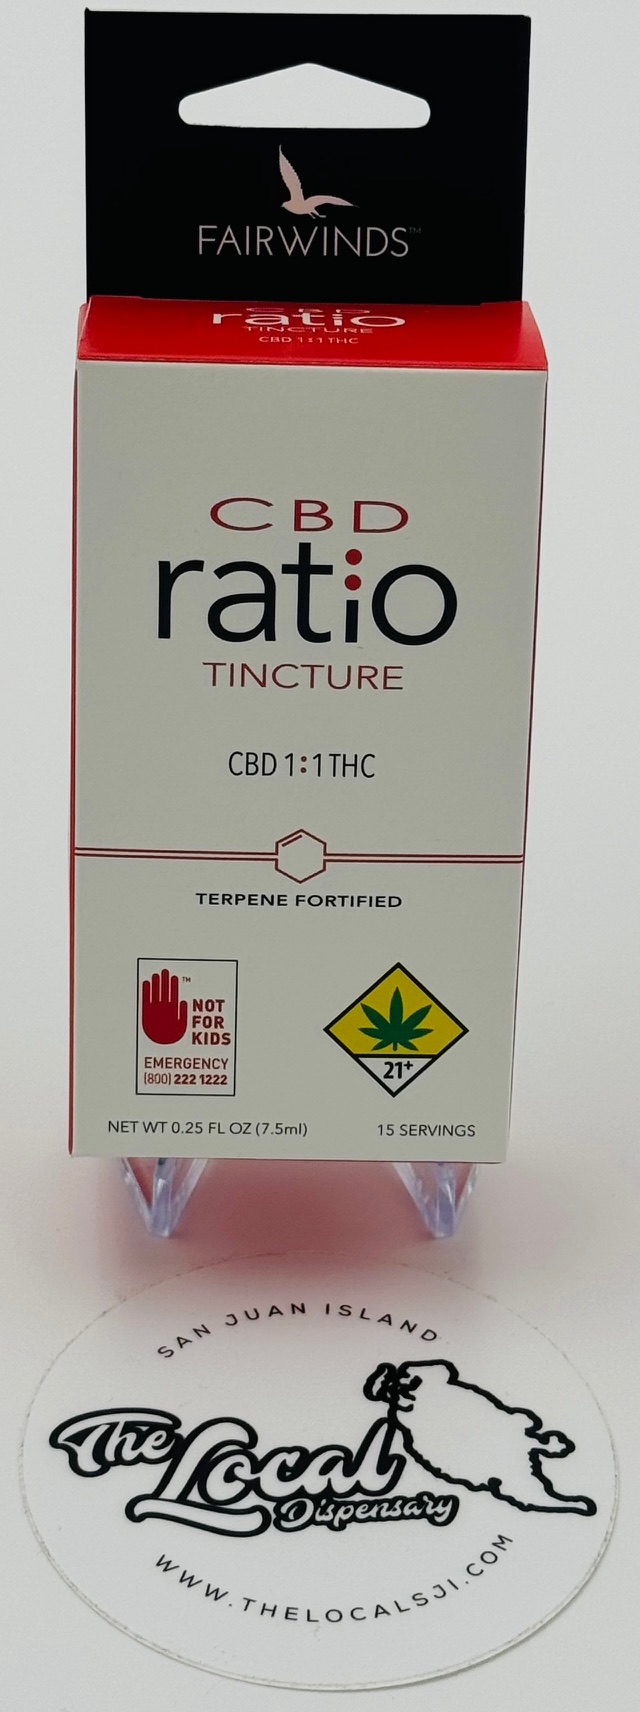 FAIRWINDS™
CBD
ratio
TINCTURE
CBD 1:1 THC
CBD
ratio
TINCTURE
CBD 1:1 THC
TERPENE FORTIFIED
™
NOT
FOR
KIDS
EMERGENCY
(800) 222 1222
21+
NET WT 0.25 FL OZ (7.5ml)
15 SERVINGS
SAN JUAN ISLAND
The Local
Dispensary
WWW.THELOCALSJI.COM